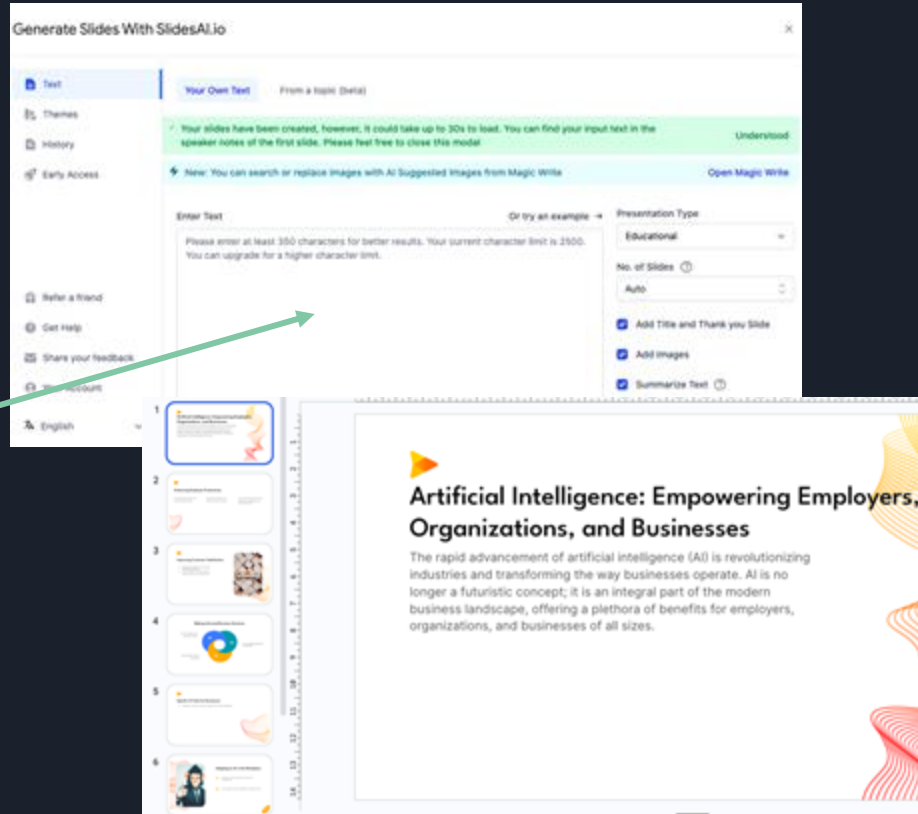 Generate Slides With SlidesAI.io
×
Text
Themes
History
Early Access
Refer a friend
Get Help
Share your feedback
Account
English
Your Own Text
From a topic (beta)
Your slides have been created, however, it could take up to 30s to load. You can find your input text in the
speaker notes of the first slide. Please feel free to close this modal
Understood
New: You can search or replace images with AI Suggested Images from Magic Write
Open Magic Write
Enter Text
Or try an example →
Please enter at least 350 characters for better results. Your current character limit is 2500.
You can upgrade for a higher character limit.
Presentation Type
Educational
No. of Slides
Auto
Add Title and Thank you Slide
Add Images
Summarize Text
1
2
3
4
5
6
Artificial Intelligence: Empowering Employers,
Organizations, and Businesses
The rapid advancement of artificial intelligence (AI) is revolutionizing
industries and transforming the way businesses operate. AI is no
longer a futuristic concept; it is an integral part of the modern
business landscape, offering a plethora of benefits for employers,
organizations, and businesses of all sizes.